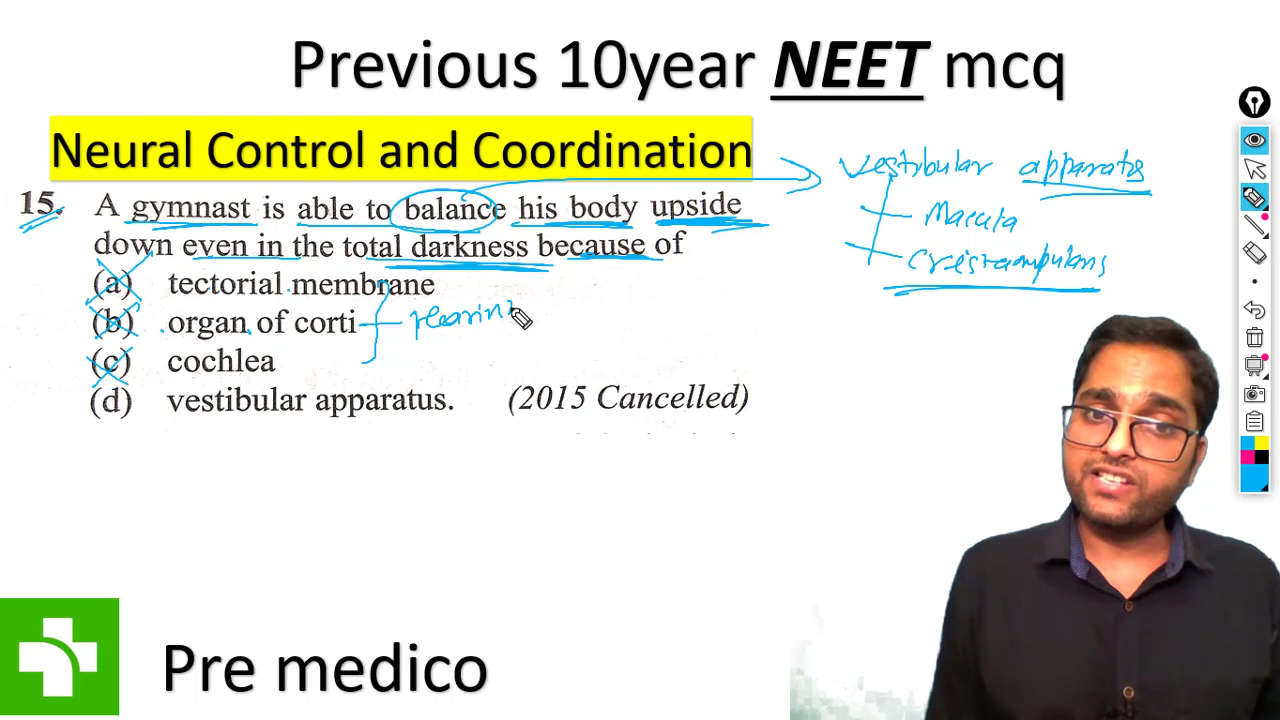 Previous 10year NEET mcq
Neural Control and Coordination
vestibular apparatus
Macula
15. A gymnast is able to balance his body upside
down even in the total darkness because of
(a) tectorial membrane
(b) organ of corti
(c) cochlea
(d) vestibular apparatus. (2015 Cancelled)
Pre medico